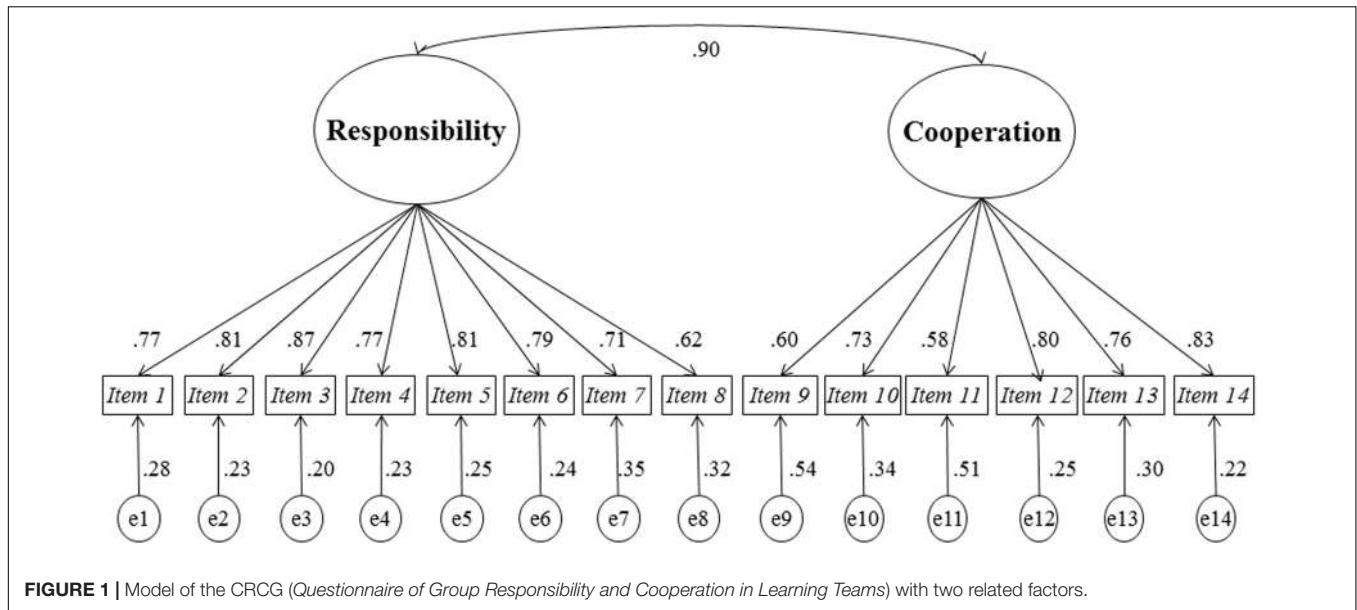 .90
Responsibility Cooperation
.77 .81 .87 .77 .81 .79 .71 .62 .60 .73 .58 .80 .76 .83
Item 1 Item 2 Item 3 Item 4 Item 5 Item 6 Item 7 Item 8 Item 9 Item 10 Item 11 Item 12 Item 13 Item 14
.28 .23 .20 .23 .25 .24 .35 .32 .54 .34 .51 .25 .30 .22
e1 e2 e3 e4 e5 e6 e7 e8 e9 e10 e11 e12 e13 e14
FIGURE 1 | Model of the CRCG (Questionnaire of Group Responsibility and Cooperation in Learning Teams) with two related factors.